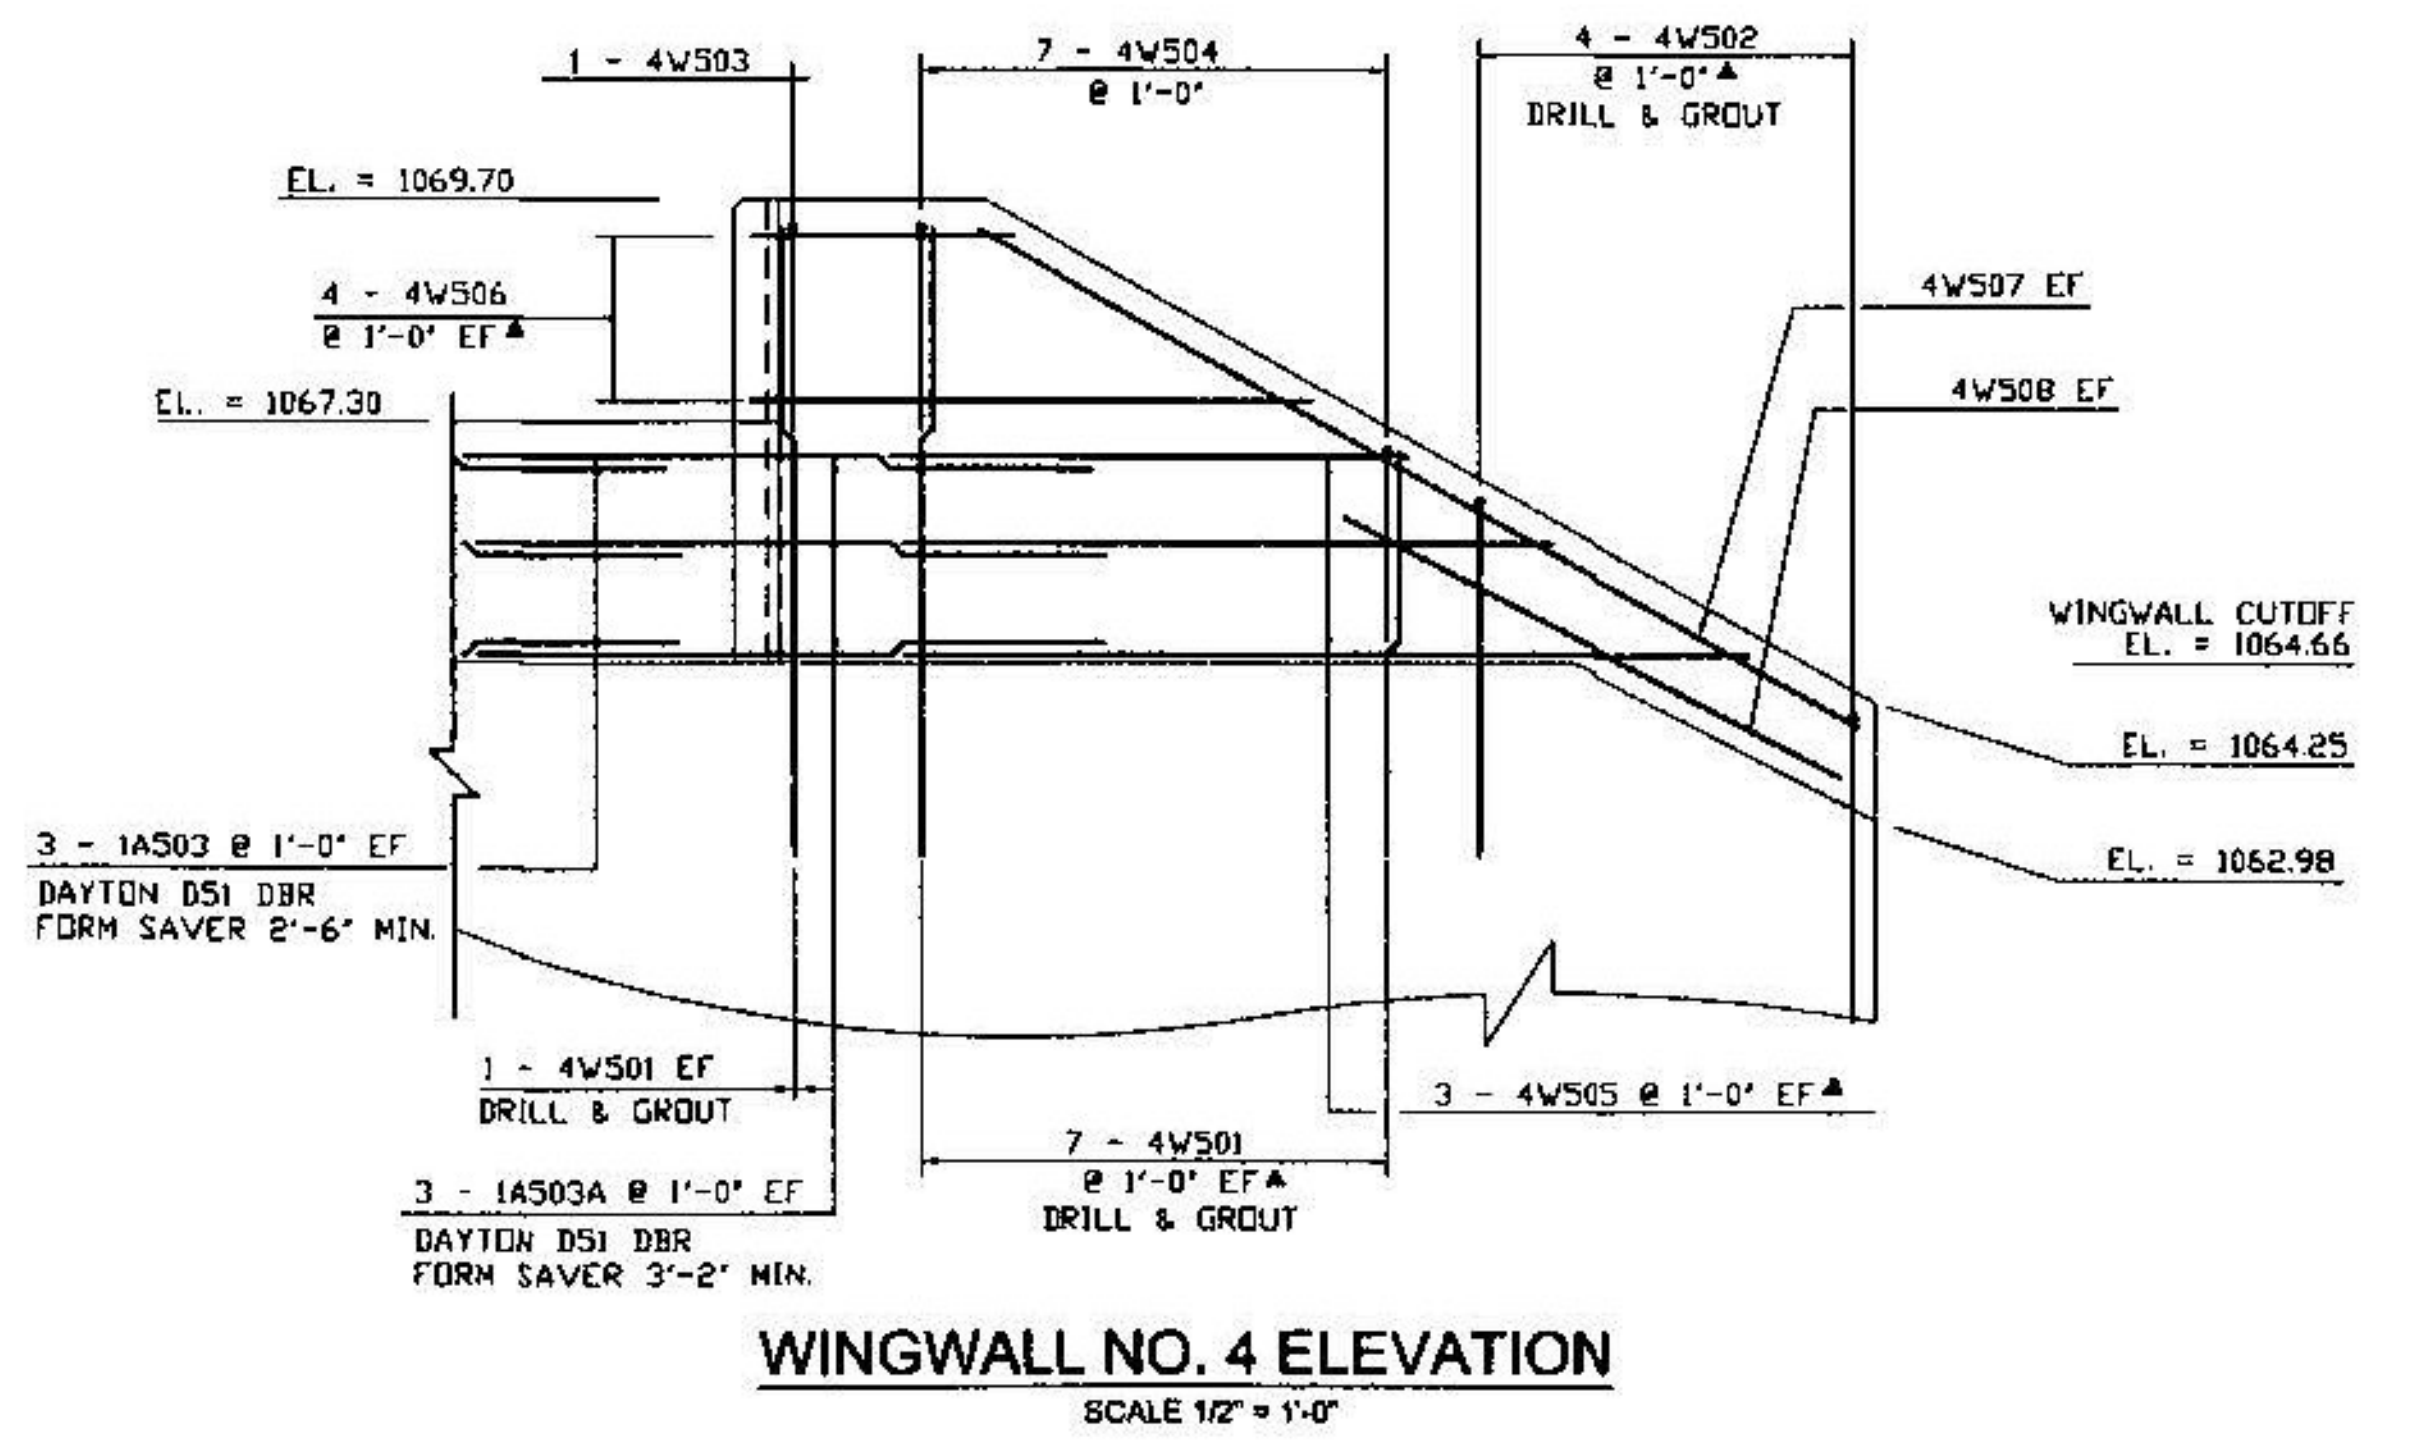 1 - 4W503
7 - 4W504
@ 1'-0"
4 - 4W502
@ 1'-0"▲
DRILL & GROUT
EL. = 1069.70
4 - 4W506
@ 1'-0" EF▲
EL. = 1067.30
4W507 EF
4W508 EF
WINGWALL CUTOFF
EL. = 1064.66
EL. = 1064.25
EL. = 1062.98
3 - 1A503 @ 1'-0" EF
DAYTON D51 DBR
FORM SAVER 2'-6" MIN.
1 - 4W501 EF
DRILL & GROUT
3 - 4W505 @ 1'-0" EF▲
7 - 4W501
@ 1'-0" EF▲
DRILL & GROUT
3 - 1A503A @ 1'-0" EF
DAYTON D51 DBR
FORM SAVER 3'-2" MIN.
WINGWALL NO. 4 ELEVATION
SCALE 1/2" = 1'-0"